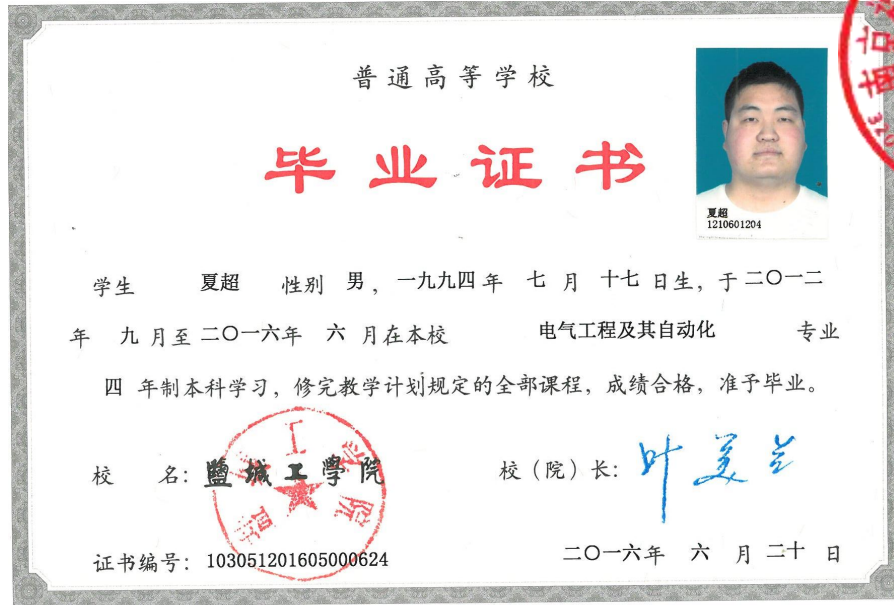 普通高等学校
毕业证书
夏超
1210601204
学生 夏超 性别 男，一九九四年 七 月 十七 日生，于二〇一二
年 九 月至二〇一六年 六 月在本校 电气工程及其自动化 专业
四 年制本科学习，修完教学计划规定的全部课程，成绩合格，准予毕业。
校 名：鹽城工學院 校（院）长：叶美兰
证书编号：103051201605000624 二〇一六年 六 月 二十 日